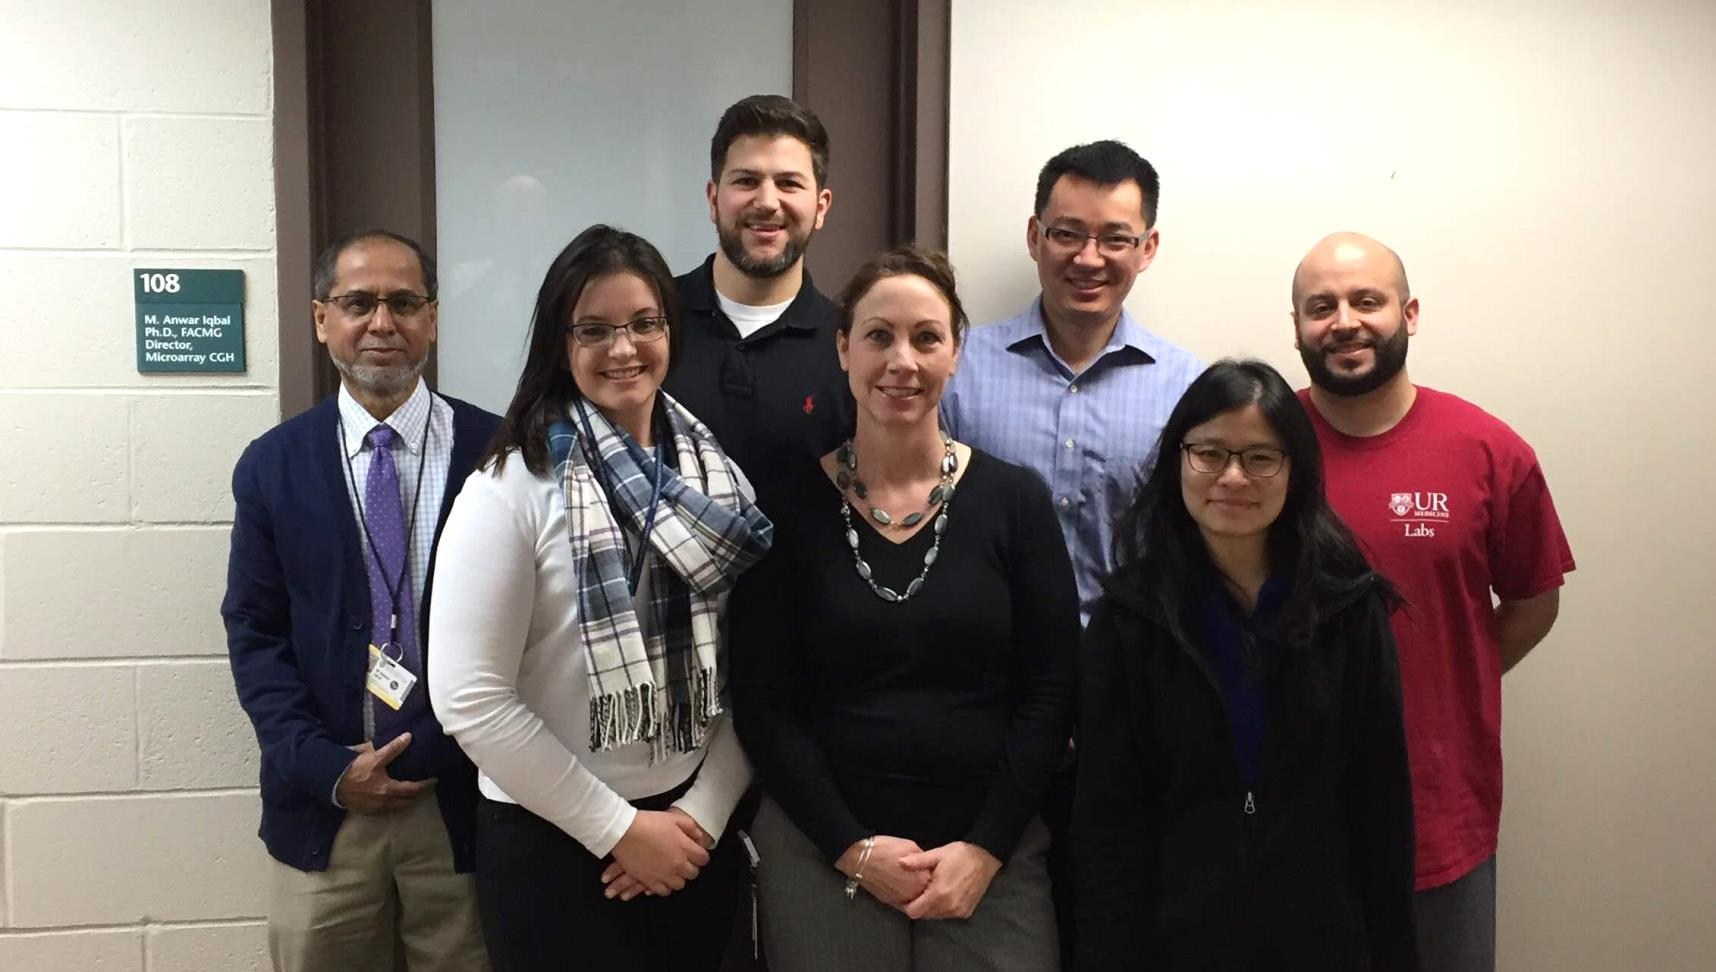 108
M. Anwar Iqbal
Ph.D., FACMG
Director,
Microarray CGH
UR
MEDICINE
Labs